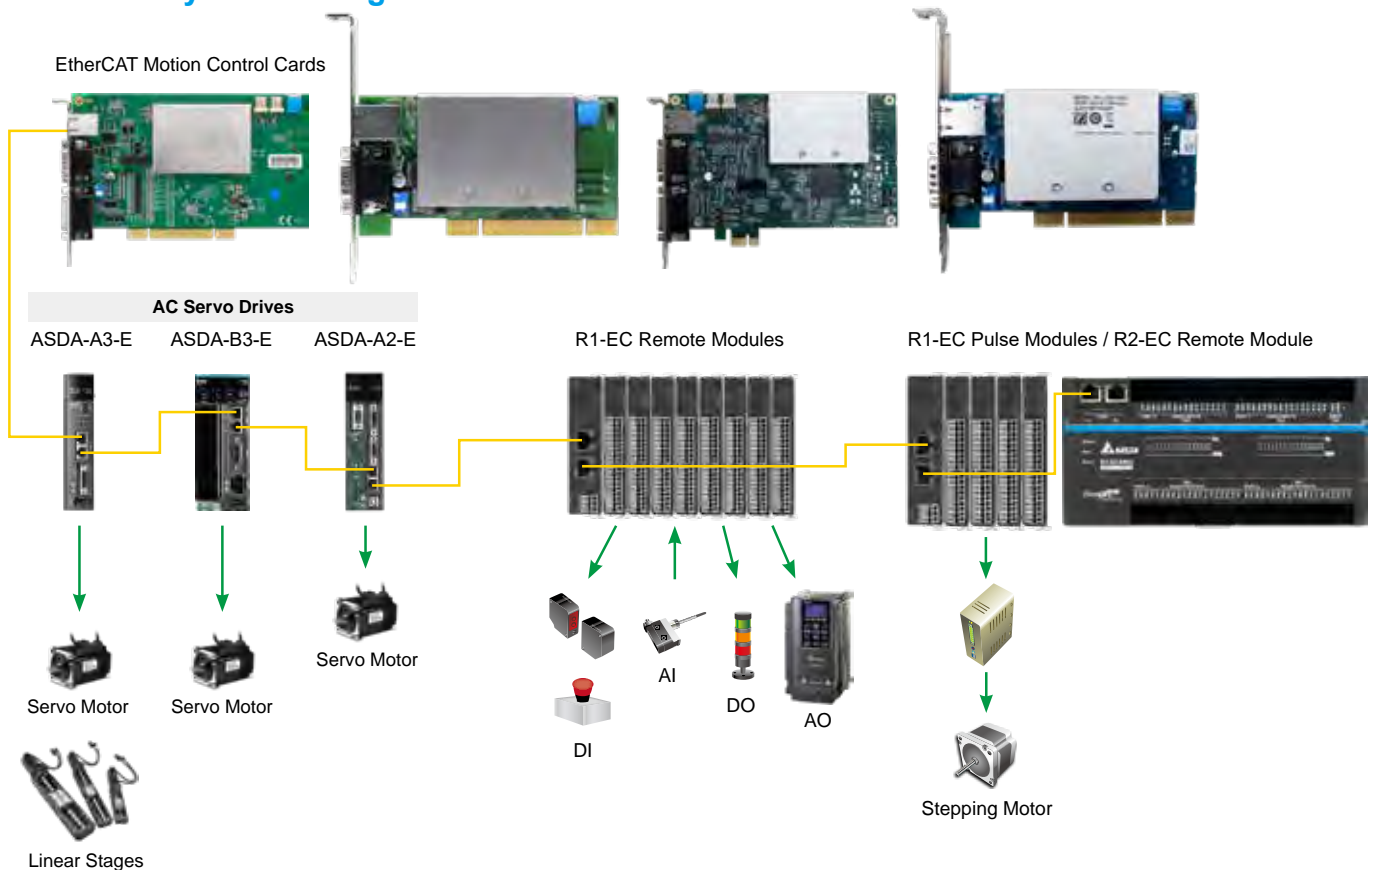 EtherCAT Motion Control Cards
AC Servo Drives
ASDA-A3-E
ASDA-B3-E
ASDA-A2-E
R1-EC Remote Modules
R1-EC Pulse Modules / R2-EC Remote Module
Servo Motor
Servo Motor
Servo Motor
Linear Stages
DI
AI
DO
AO
Stepping Motor